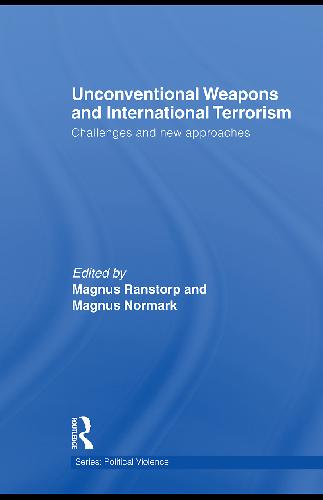 Unconventional Weapons
and International Terrorism
Challenges and new approaches
Edited by
Magnus Ranstorp and
Magnus Normark
ROUTLEDGE
Series: Political Violence